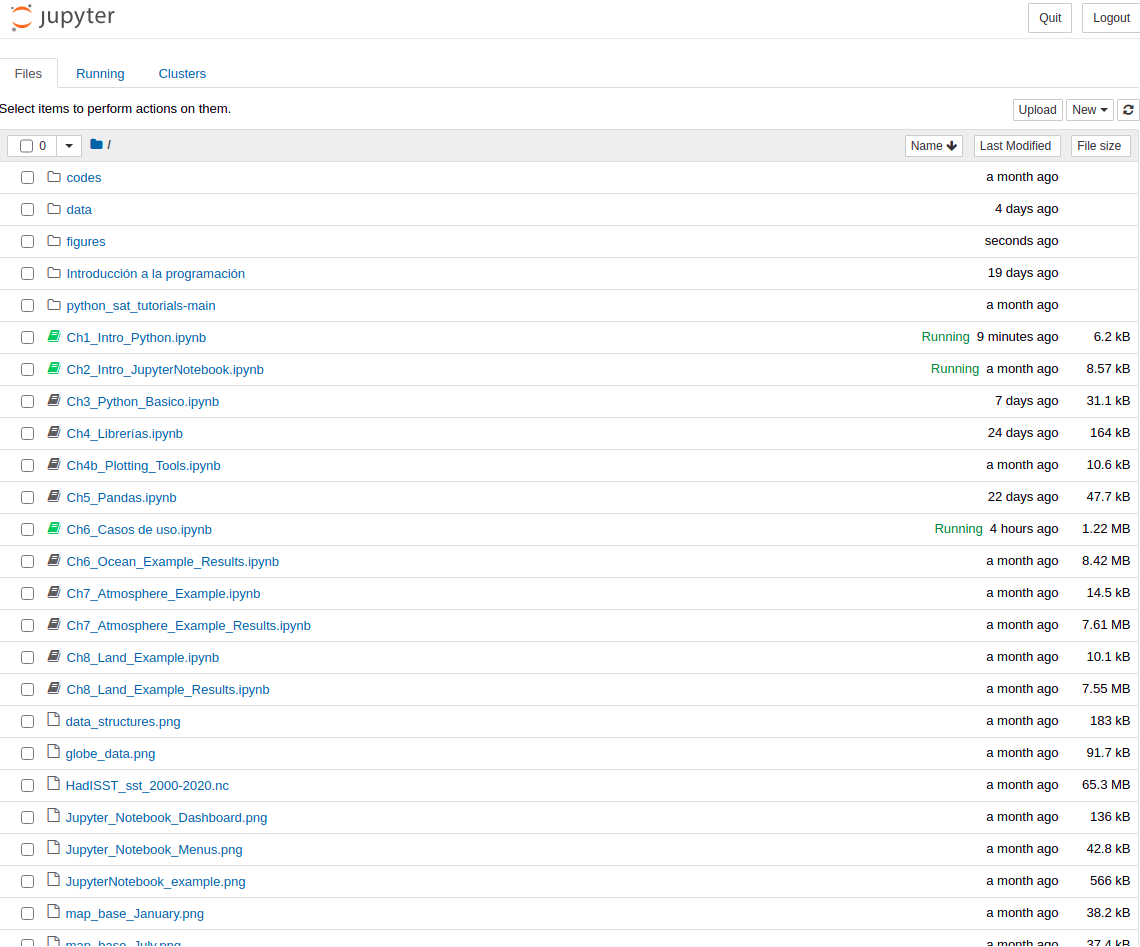 jupyter Quit Logout
Files Running Clusters
Select items to perform actions on them. Upload New
0 / Name Last Modified File size
codes a month ago
data 4 days ago
figures seconds ago
Introducción a la programación 19 days ago
python_sat_tutorials-main a month ago
Ch1_Intro_Python.ipynb Running 9 minutes ago 6.2 kB
Ch2_Intro_JupyterNotebook.ipynb Running a month ago 8.57 kB
Ch3_Python_Basico.ipynb 7 days ago 31.1 kB
Ch4_Librerías.ipynb 24 days ago 164 kB
Ch4b_Plotting_Tools.ipynb a month ago 10.6 kB
Ch5_Pandas.ipynb 22 days ago 47.7 kB
Ch6_Casos de uso.ipynb Running 4 hours ago 1.22 MB
Ch6_Ocean_Example_Results.ipynb a month ago 8.42 MB
Ch7_Atmosphere_Example.ipynb a month ago 14.5 kB
Ch7_Atmosphere_Example_Results.ipynb a month ago 7.61 MB
Ch8_Land_Example.ipynb a month ago 10.1 kB
Ch8_Land_Example_Results.ipynb a month ago 7.55 MB
data_structures.png a month ago 183 kB
globe_data.png a month ago 91.7 kB
HadISST_sst_2000-2020.nc a month ago 65.3 MB
Jupyter_Notebook_Dashboard.png a month ago 136 kB
Jupyter_Notebook_Menus.png a month ago 42.8 kB
JupyterNotebook_example.png a month ago 566 kB
map_base_January.png a month ago 38.2 kB
map_base_July.png a month ago 37.4 kB